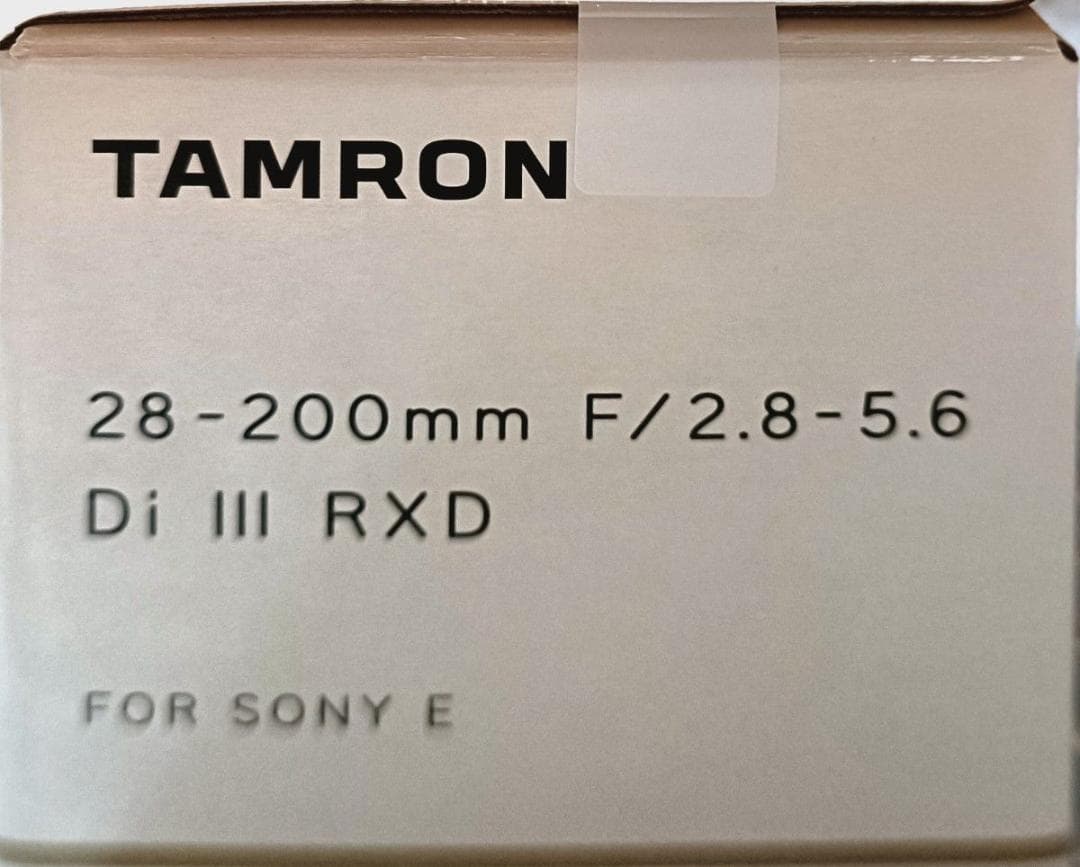 TAMRON
28-200mm F/2.8-5.6
Di III RXD
FOR SONY E